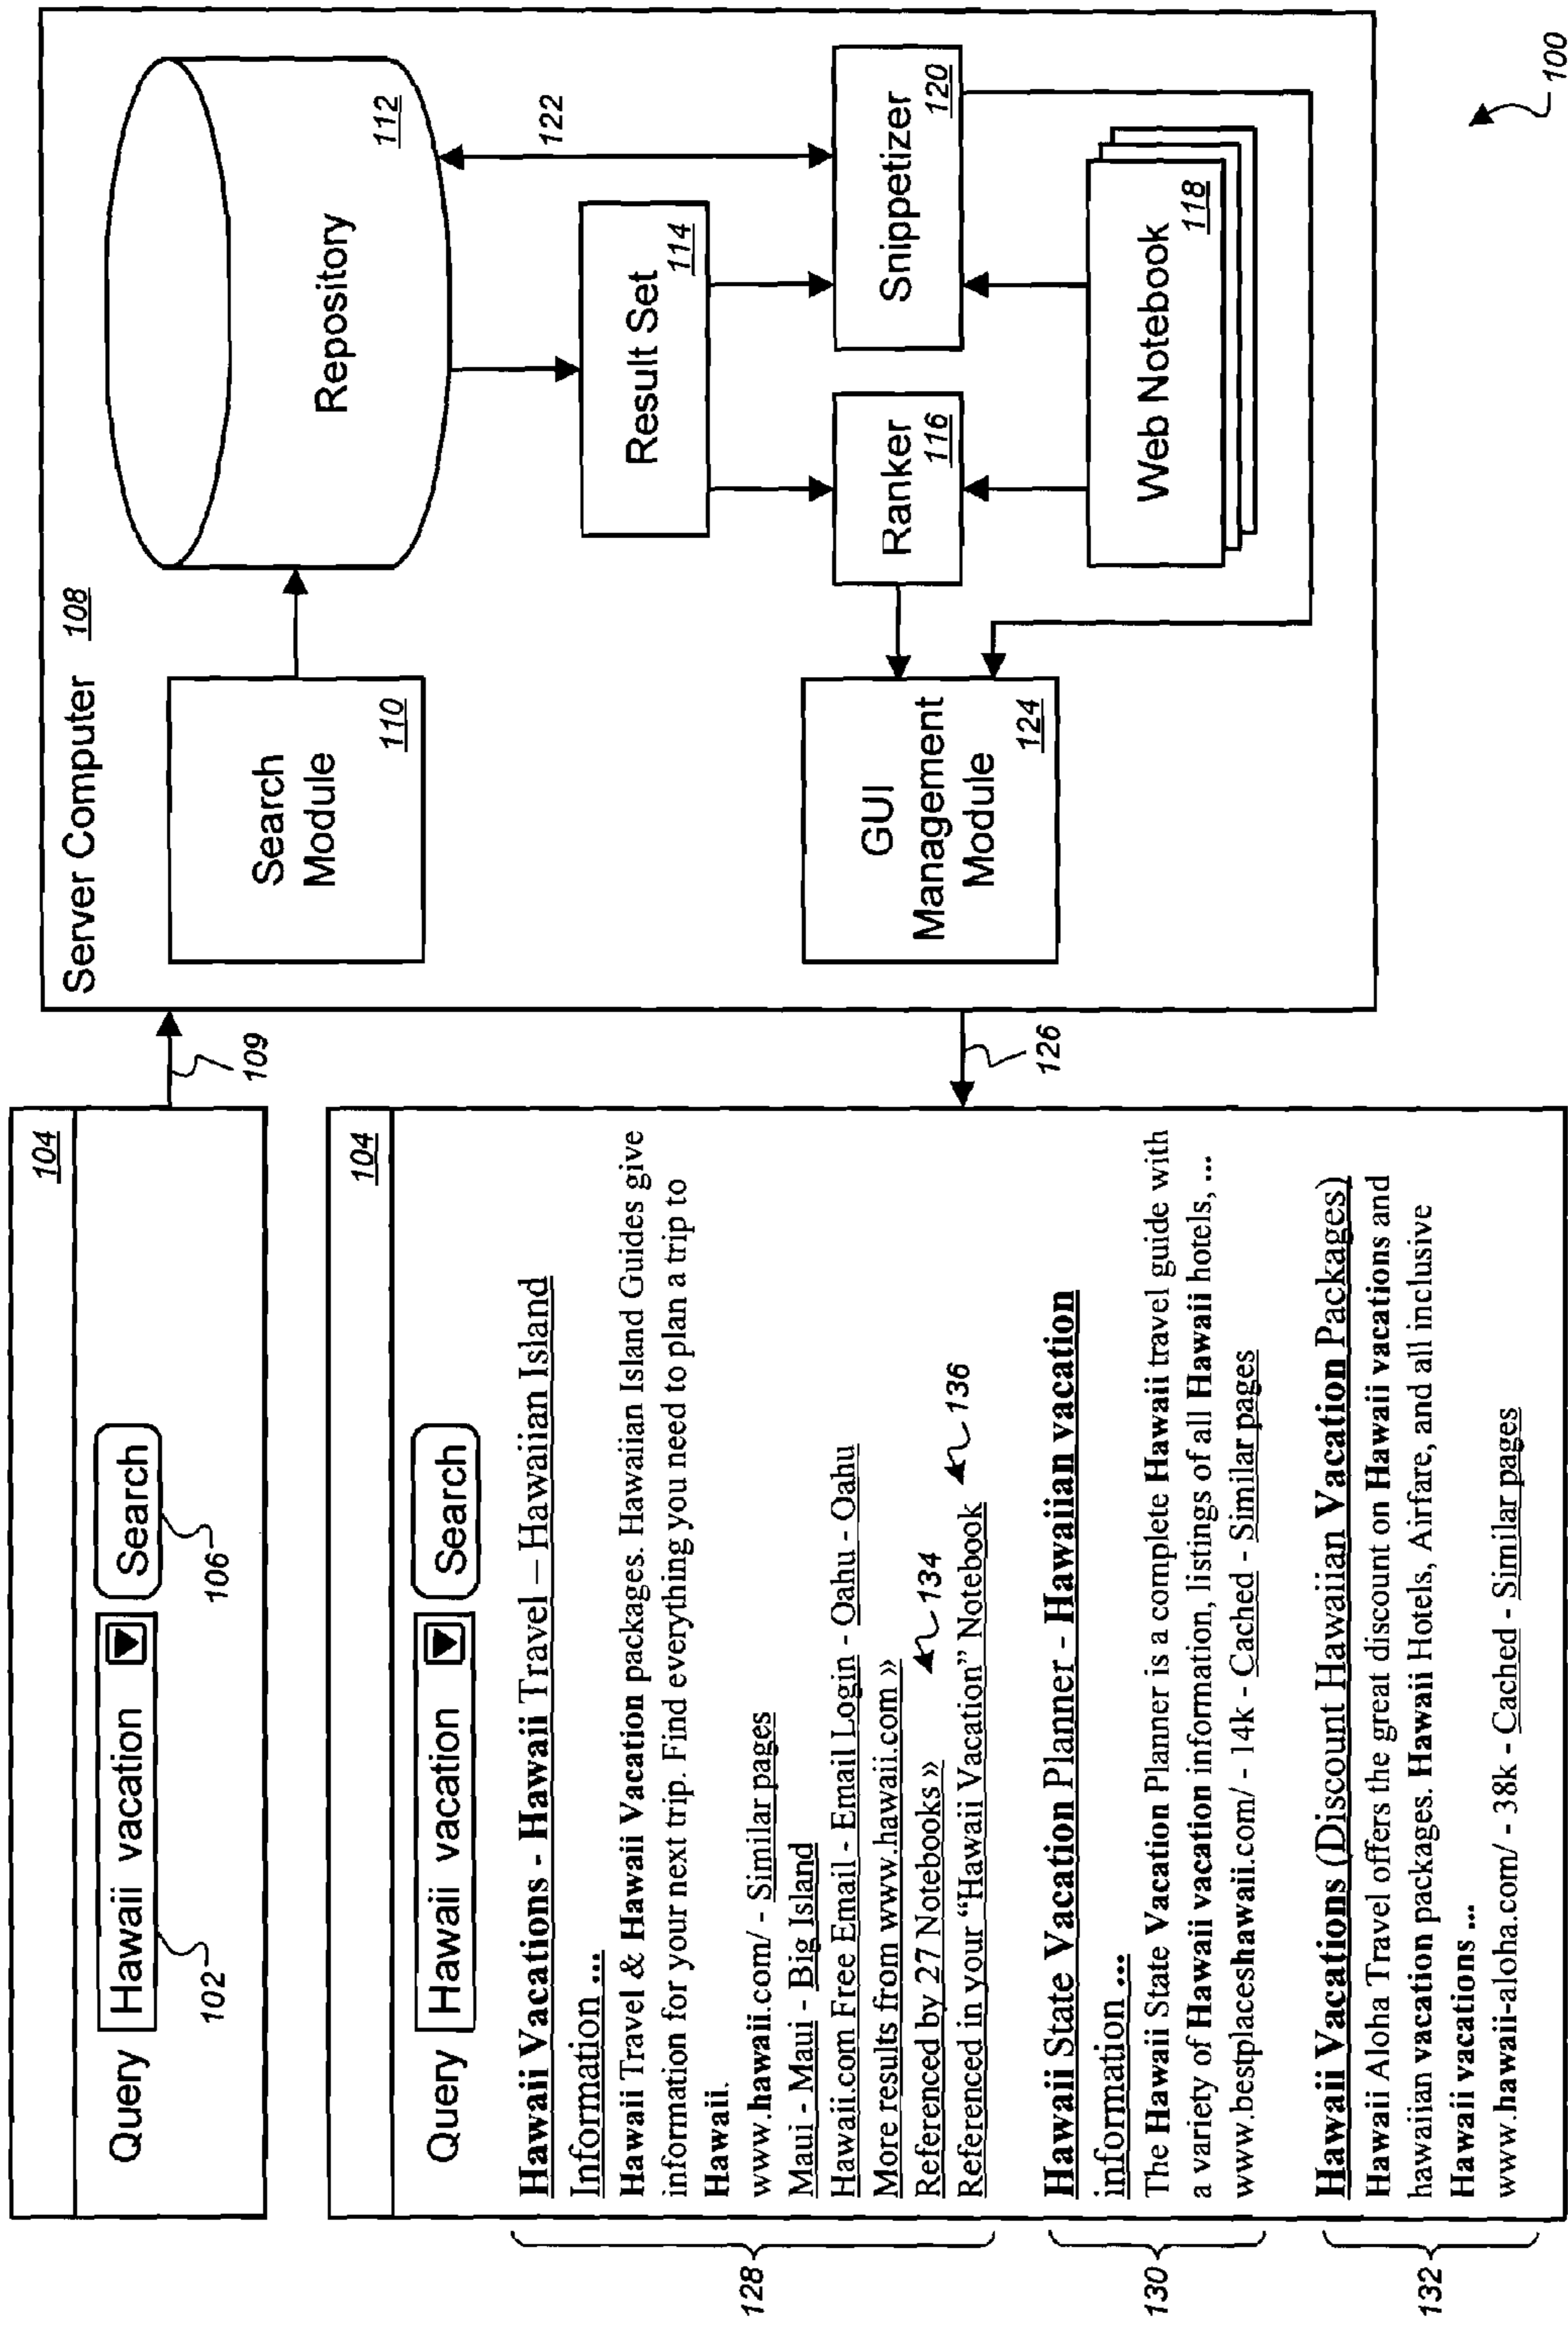 104
Query Hawaii vacation Search
102
106
109
104
Query Hawaii vacation Search
Hawaii Vacations - Hawaii Travel – Hawaiian Island
Information ...
Hawaii Travel & Hawaii Vacation packages. Hawaiian Island Guides give
information for your next trip. Find everything you need to plan a trip to
Hawaii.
www.hawaii.com/ - Similar pages
Maui - Maui - Big Island
Hawaii.com Free Email - Email Login - Oahu - Oahu
More results from www.hawaii.com »
Referenced by 27 Notebooks »
134
Referenced in your “Hawaii Vacation” Notebook
136
128
Hawaii State Vacation Planner - Hawaiian vacation
information ...
The Hawaii State Vacation Planner is a complete Hawaii travel guide with
a variety of Hawaii vacation information, listings of all Hawaii hotels, ...
www.bestplaceshawaii.com/ - 14k - Cached - Similar pages
130
Hawaii Vacations (Discount Hawaiian Vacation Packages)
Hawaii Aloha Travel offers the great discount on Hawaii vacations and
hawaiian vacation packages. Hawaii Hotels, Airfare, and all inclusive
Hawaii vacations ...
www.hawaii-aloha.com/ - 38k - Cached - Similar pages
132
126
Server Computer 108
Search
Module
110
Repository
112
122
Result Set
114
Ranker
116
Snippetizer
120
Web Notebook
118
GUI
Management
Module
124
100